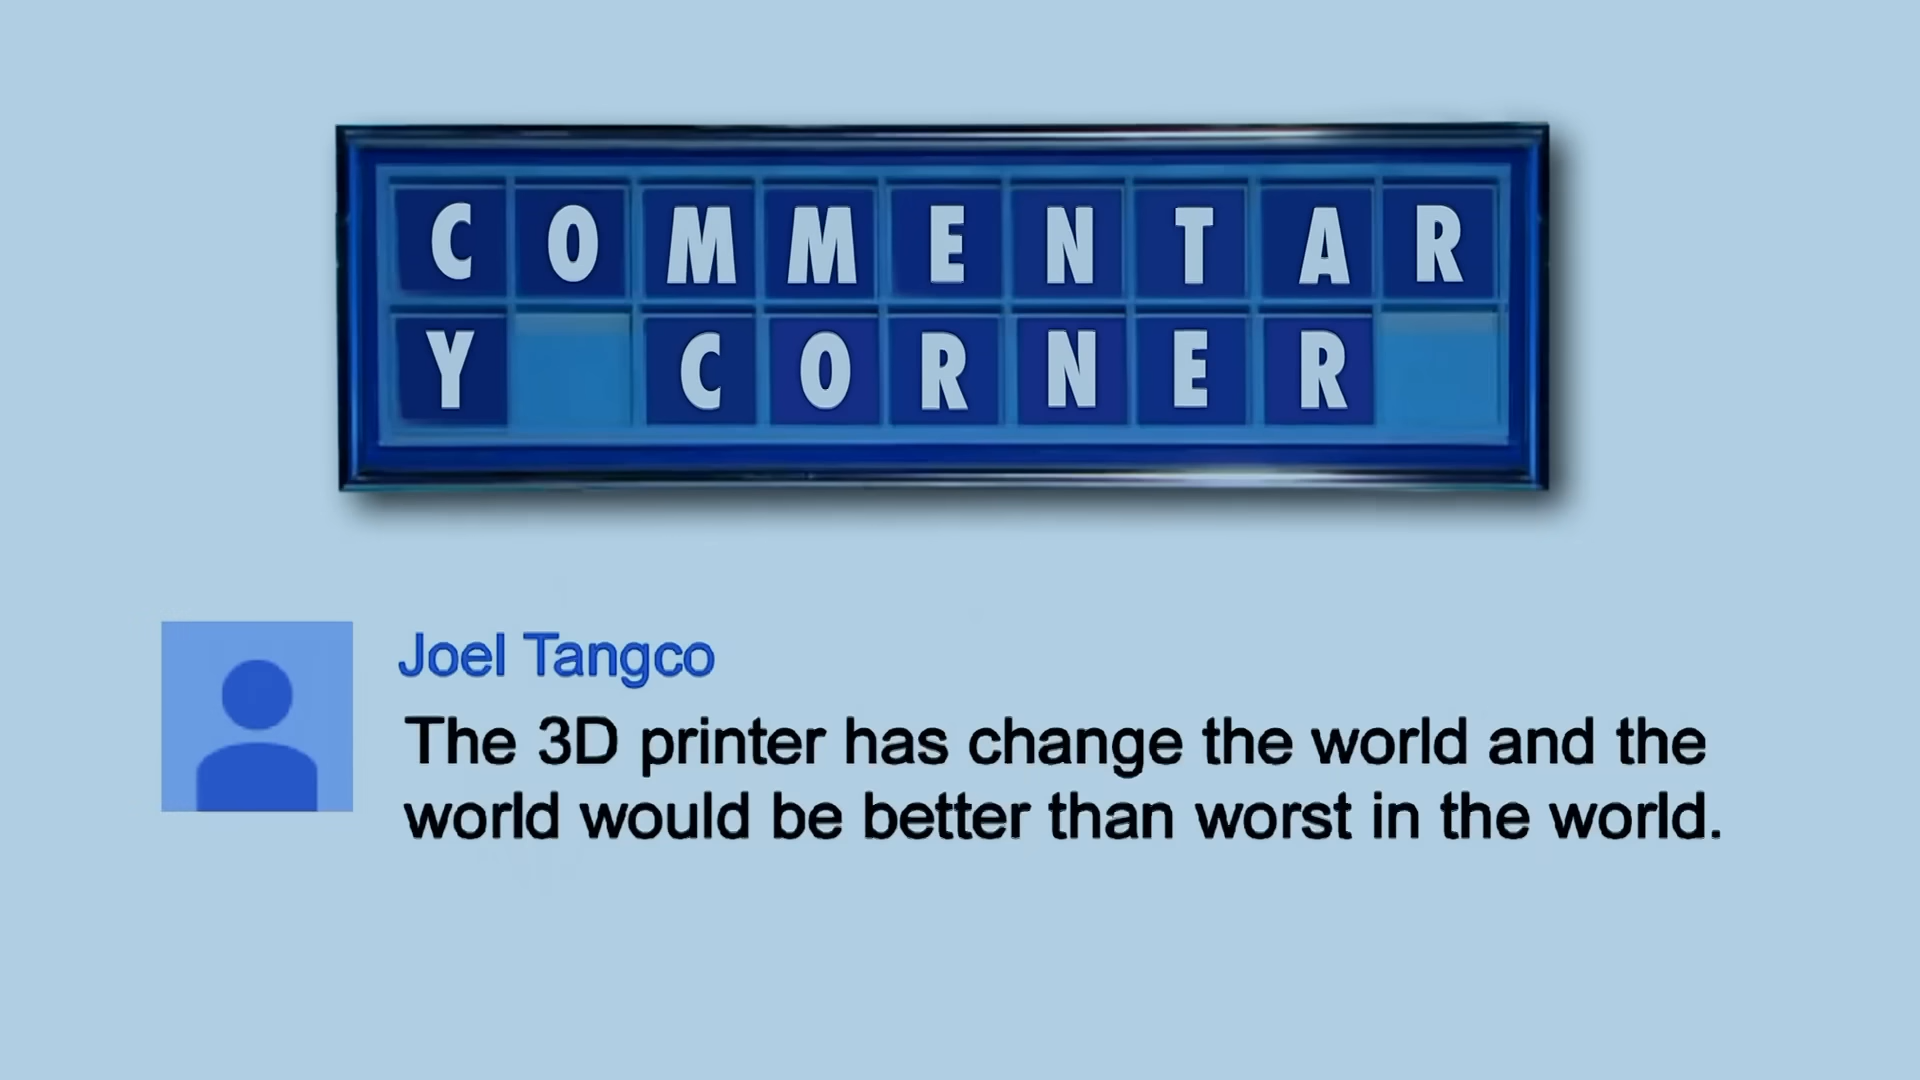 COMMENTAR
Y CORNER
Joel Tangco
The 3D printer has change the world and the
world would be better than worst in the world.